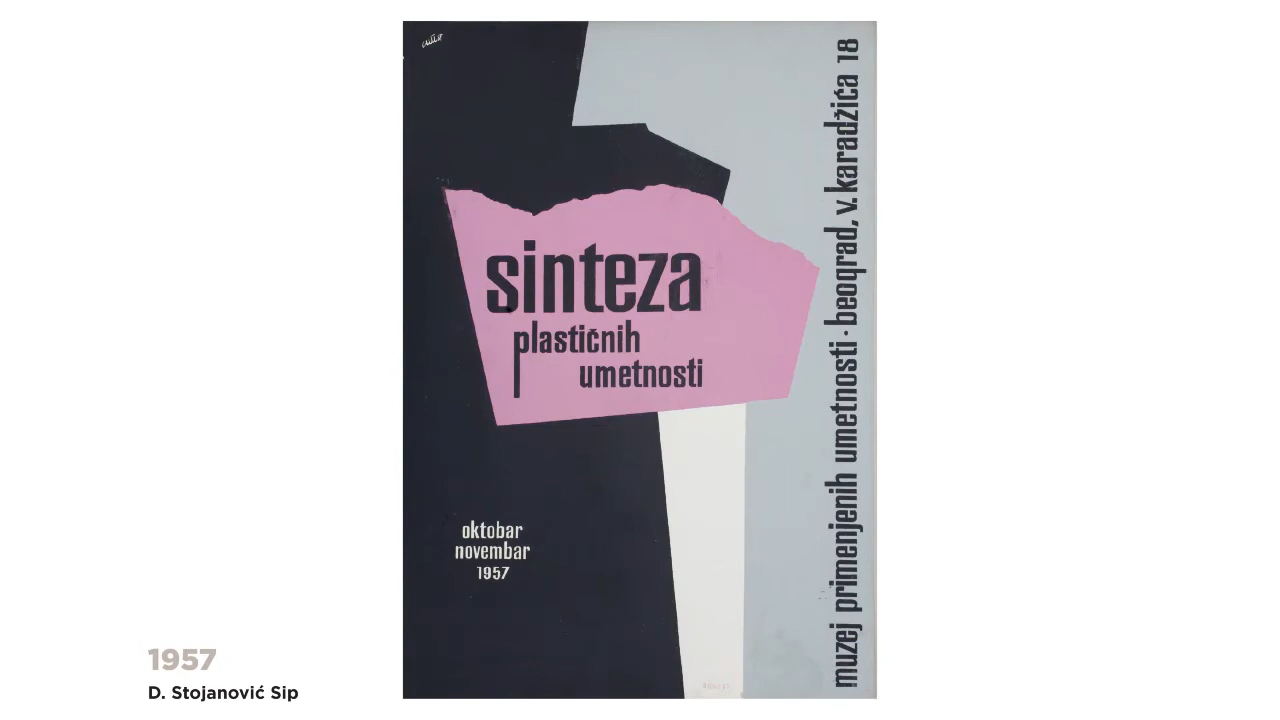 sinteza
plastičnih
umetnosti
oktobar
novembar
1957
muzej primenjenih umetnosti · beograd, v. karadžića 18
1957
D. Stojanović Sip